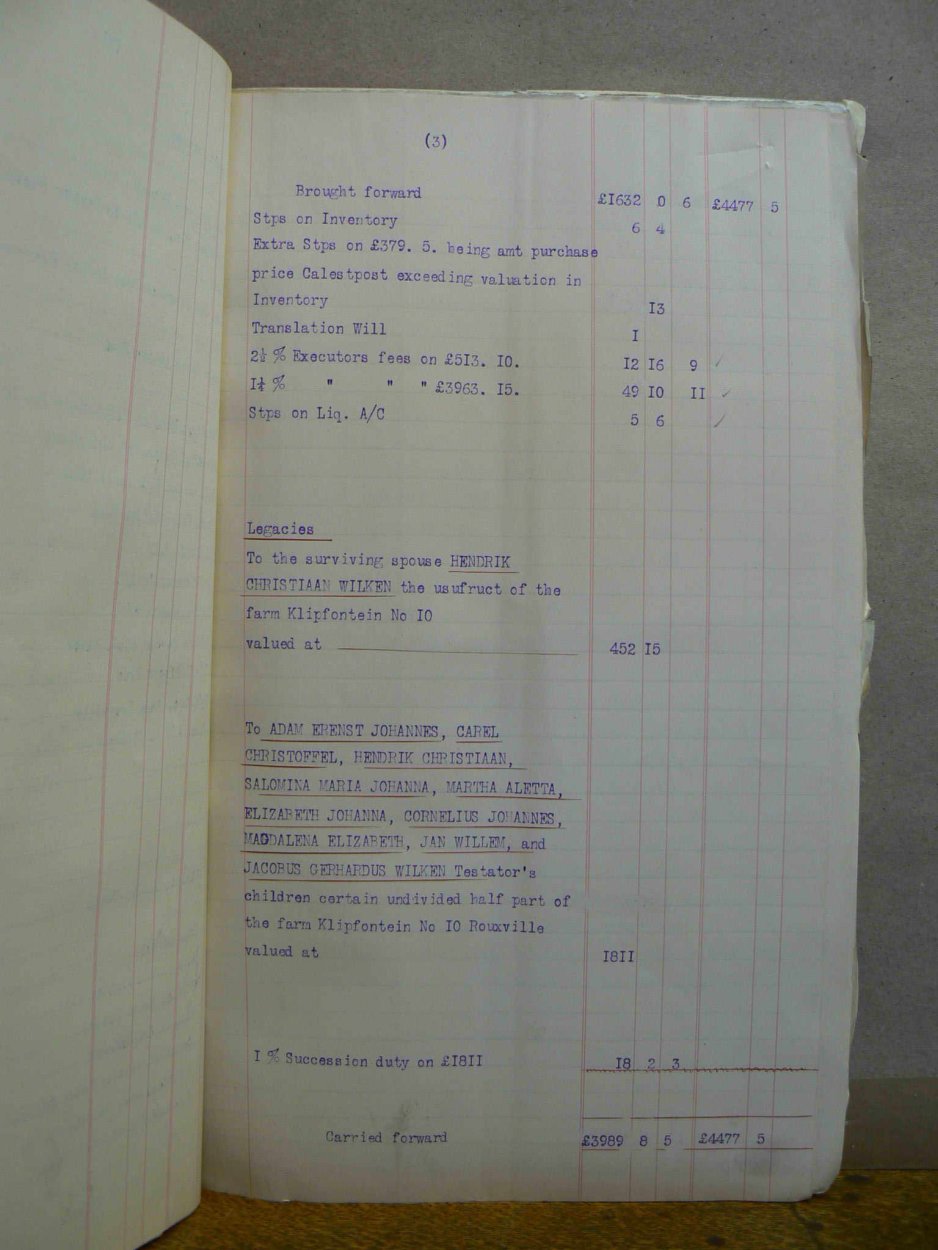 (3)
Brought forward £I632 0 6 £4477 5
Stps on Inventory 6 4
Extra Stps on £379. 5. being amt purchase
price Calestpost exceeding valuation in
Inventory I3
Translation Will I
2½ % Executors fees on £5I3. I0. I2 I6 9 ✓
I¼ % " " " £3963. I5. 49 I0 II ✓
Stps on Liq. A/C 5 6 ✓
Legacies
To the surviving spouse HENDRIK
CHRISTIAAN WILKEN the usufruct of the
farm Klipfontein No I0
valued at 452 I5
To ADAM ERENST JOHANNES, CAREL
CHRISTOFFEL, HENDRIK CHRISTIAAN,
SALOMINA MARIA JOHANNA, MARTHA ALETTA,
ELIZABETH JOHANNA, CORNELIUS JOHANNES,
MAGDALENA ELIZABETH, JAN WILLEM, and
JACOBUS GERHARDUS WILKEN Testator's
children certain undivided half part of
the farm Klipfontein No I0 Rouxville
valued at I8II
I % Succession duty on £I8II I8 2 3
Carried forward £3989 8 5 £4477 5